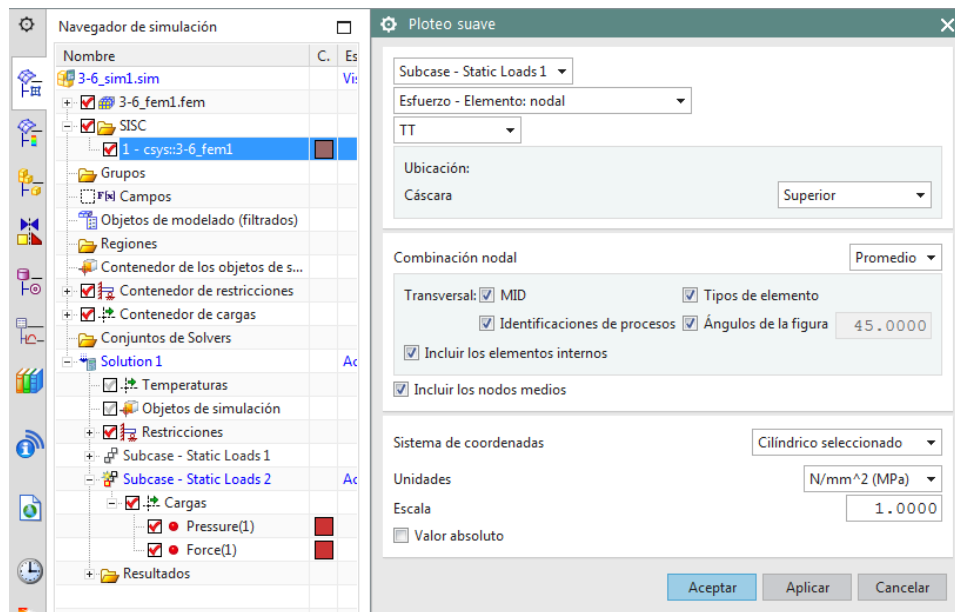 Navegador de simulación
Nombre C. Es
3-6_sim1.sim Vis
3-6_fem1.fem
SISC
1 - csys::3-6_fem1
Grupos
F(x) Campos
Objetos de modelado (filtrados)
Regiones
Contenedor de los objetos de s...
Contenedor de restricciones
Contenedor de cargas
Conjuntos de Solvers
Solution 1 Ac
Temperaturas
Objetos de simulación
Restricciones
Subcase - Static Loads 1
Subcase - Static Loads 2 Ac
Cargas
Pressure(1)
Force(1)
Resultados
Ploteo suave
Subcase - Static Loads 1
Esfuerzo - Elemento: nodal
TT
Ubicación:
Cáscara Superior
Combinación nodal Promedio
Transversal: MID Tipos de elemento
Identificaciones de procesos Ángulos de la figura 45.0000
Incluir los elementos internos
Incluir los nodos medios
Sistema de coordenadas Cilíndrico seleccionado
Unidades N/mm^2 (MPa)
Escala 1.0000
Valor absoluto
Aceptar Aplicar Cancelar